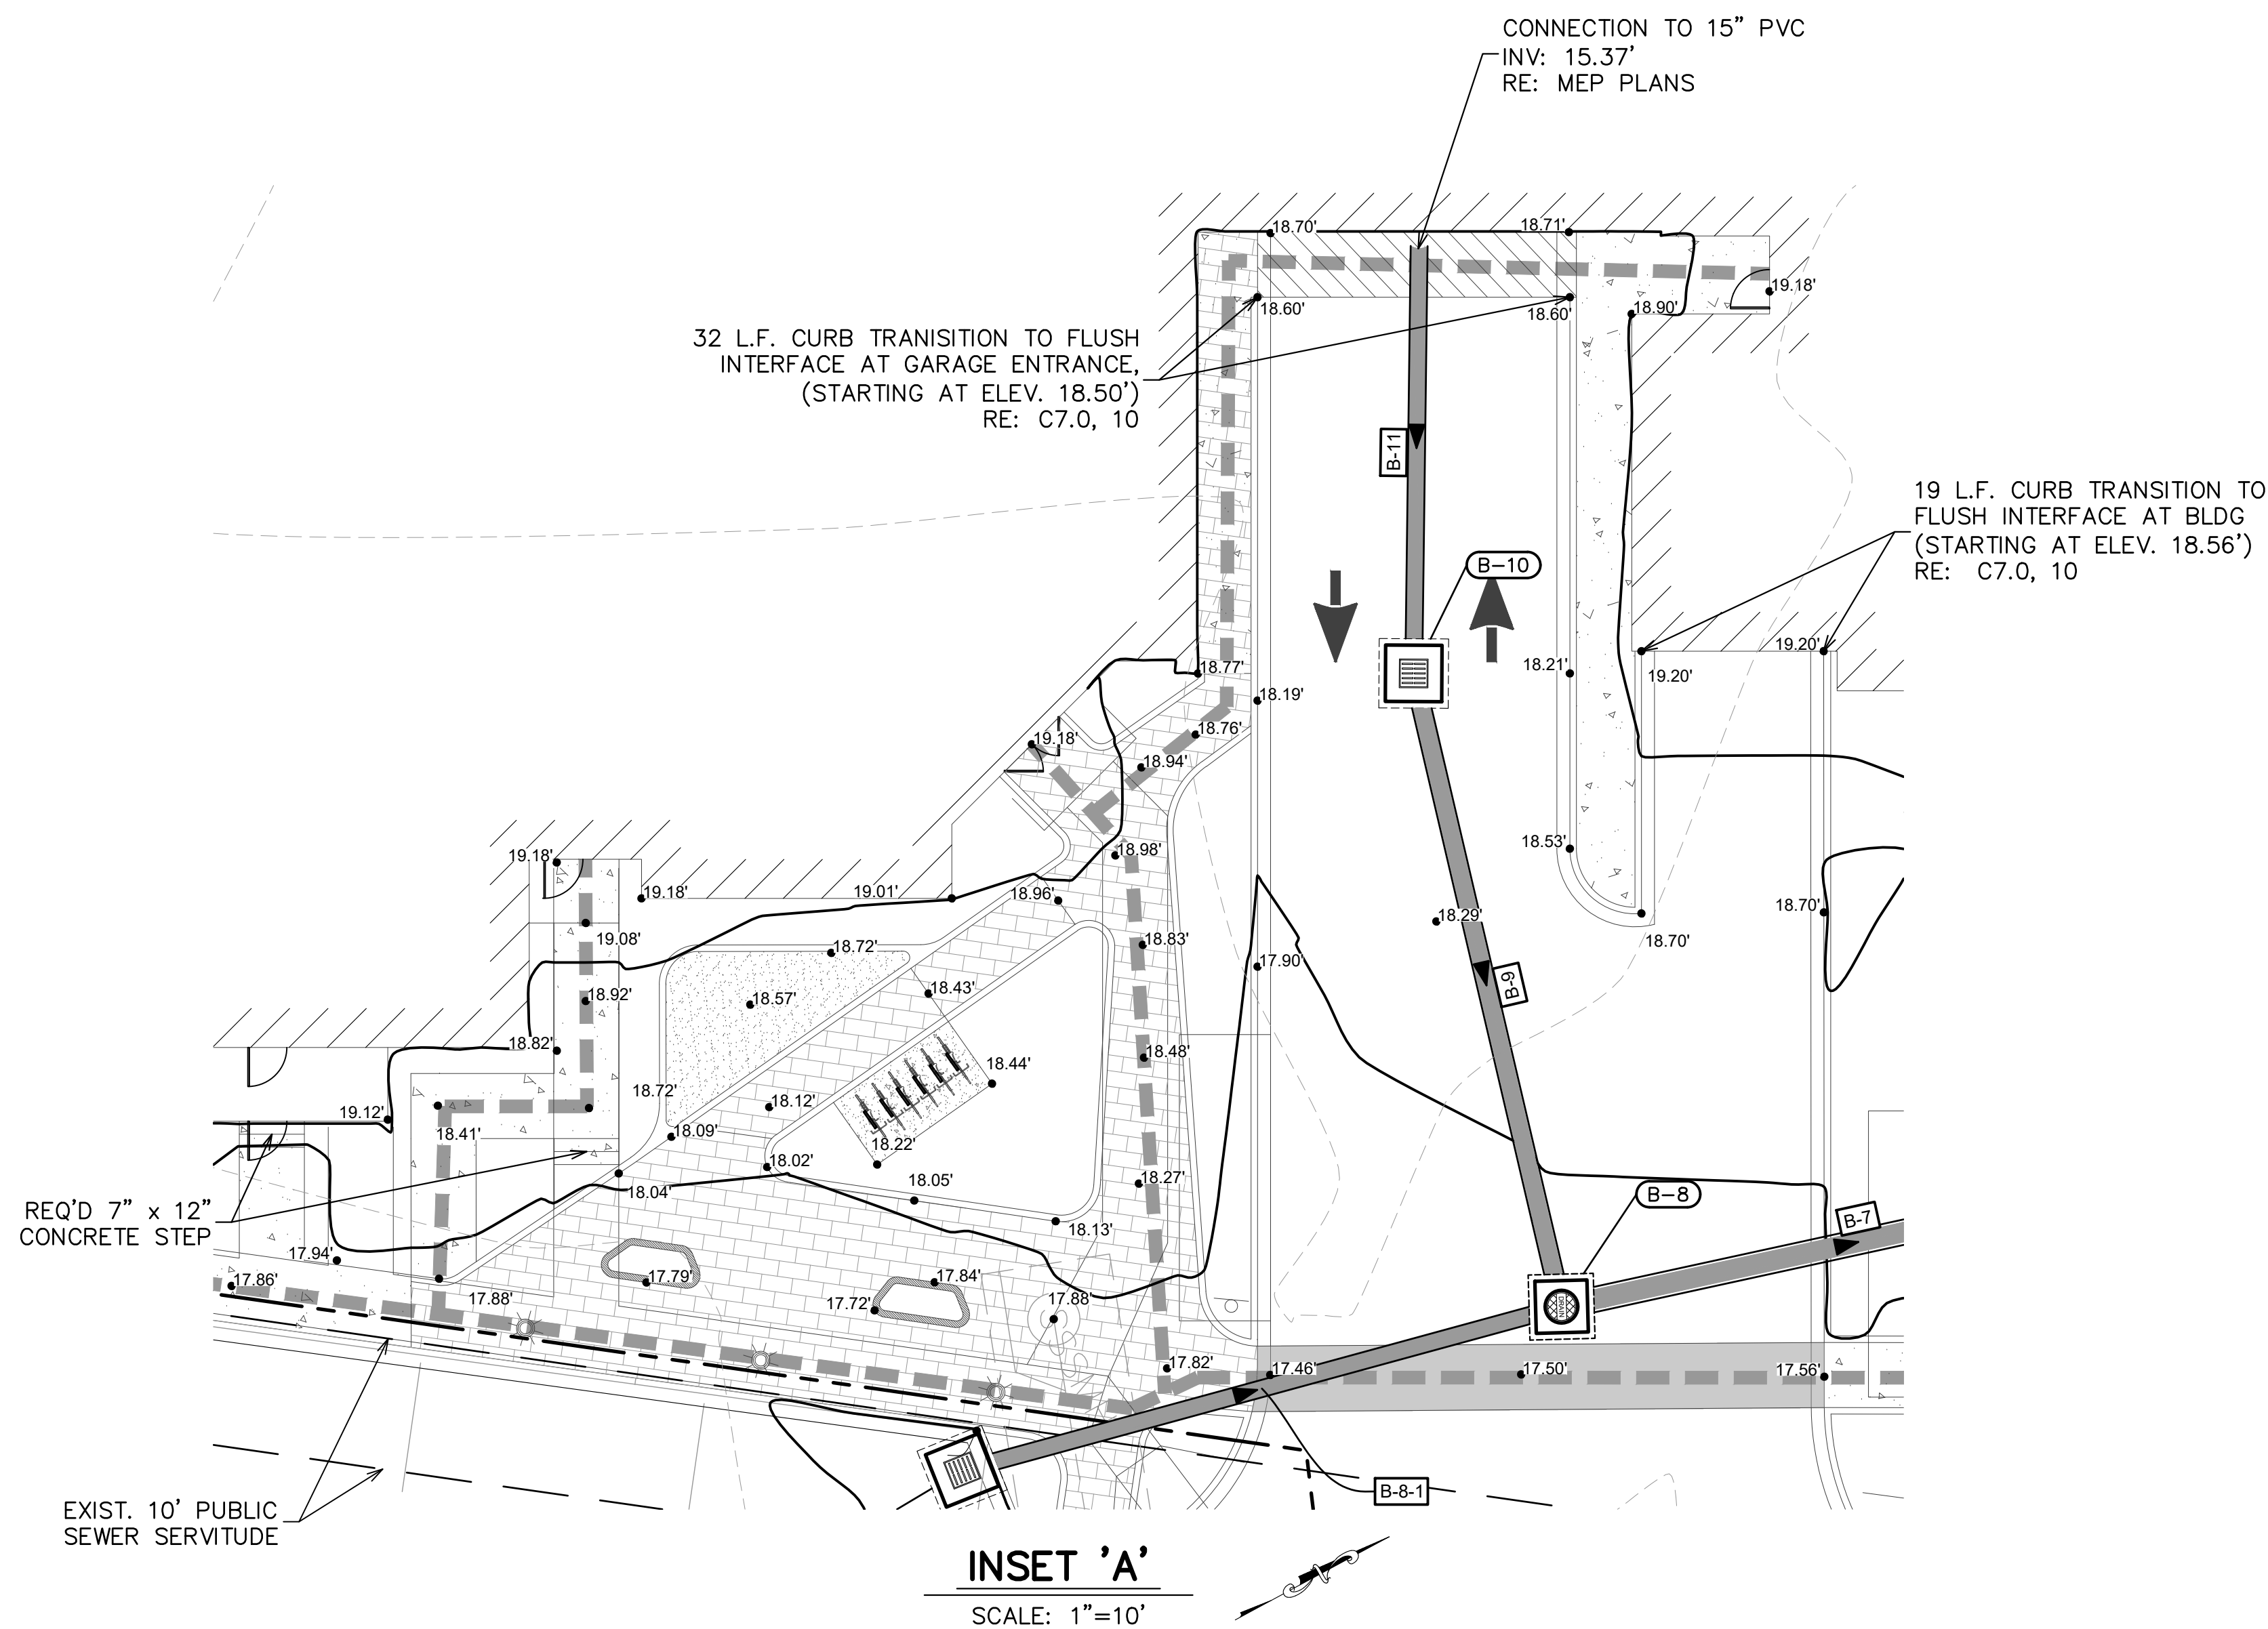 CONNECTION TO 15" PVC
INV: 15.37'
RE: MEP PLANS
18.70'
18.71'
19.18'
18.60'
18.60'
18.90'
32 L.F. CURB TRANISITION TO FLUSH
INTERFACE AT GARAGE ENTRANCE,
(STARTING AT ELEV. 18.50')
RE: C7.0, 10
B-11
19 L.F. CURB TRANSITION TO
FLUSH INTERFACE AT BLDG
(STARTING AT ELEV. 18.56')
RE: C7.0, 10
B-10
18.77'
18.21'
19.20'
19.20'
18.19'
18.76'
19.18'
18.94'
18.53'
18.98'
19.18'
19.18'
19.01'
18.96'
18.29'
18.70'
18.70'
19.08'
18.72'
18.83'
17.90'
18.92'
18.57'
18.43'
B-9
18.82'
18.48'
18.44'
18.72'
18.12'
19.12'
18.41'
18.09'
18.22'
18.02'
18.04'
18.05'
18.27'
B-8
18.13'
B-7
REQ'D 7" x 12"
CONCRETE STEP
17.94'
17.86'
17.88'
17.79'
17.84'
17.72'
17.88'
DRAIN
17.82'
17.46'
17.50'
17.56'
B-8-1
EXIST. 10' PUBLIC
SEWER SERVITUDE
INSET 'A'
SCALE: 1"=10'
N